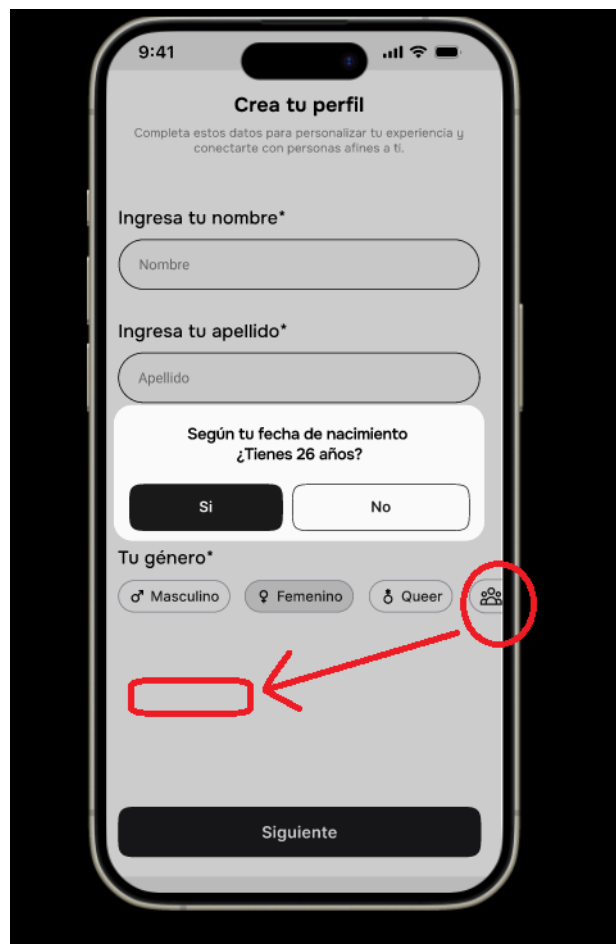 9:41
Crea tu perfil
Completa estos datos para personalizar tu experiencia y
conectarte con personas afines a ti.
Ingresa tu nombre*
Nombre
Ingresa tu apellido*
Apellido
Según tu fecha de nacimiento
¿Tienes 26 años?
Si No
Tu género*
Masculino Femenino Queer
Siguiente